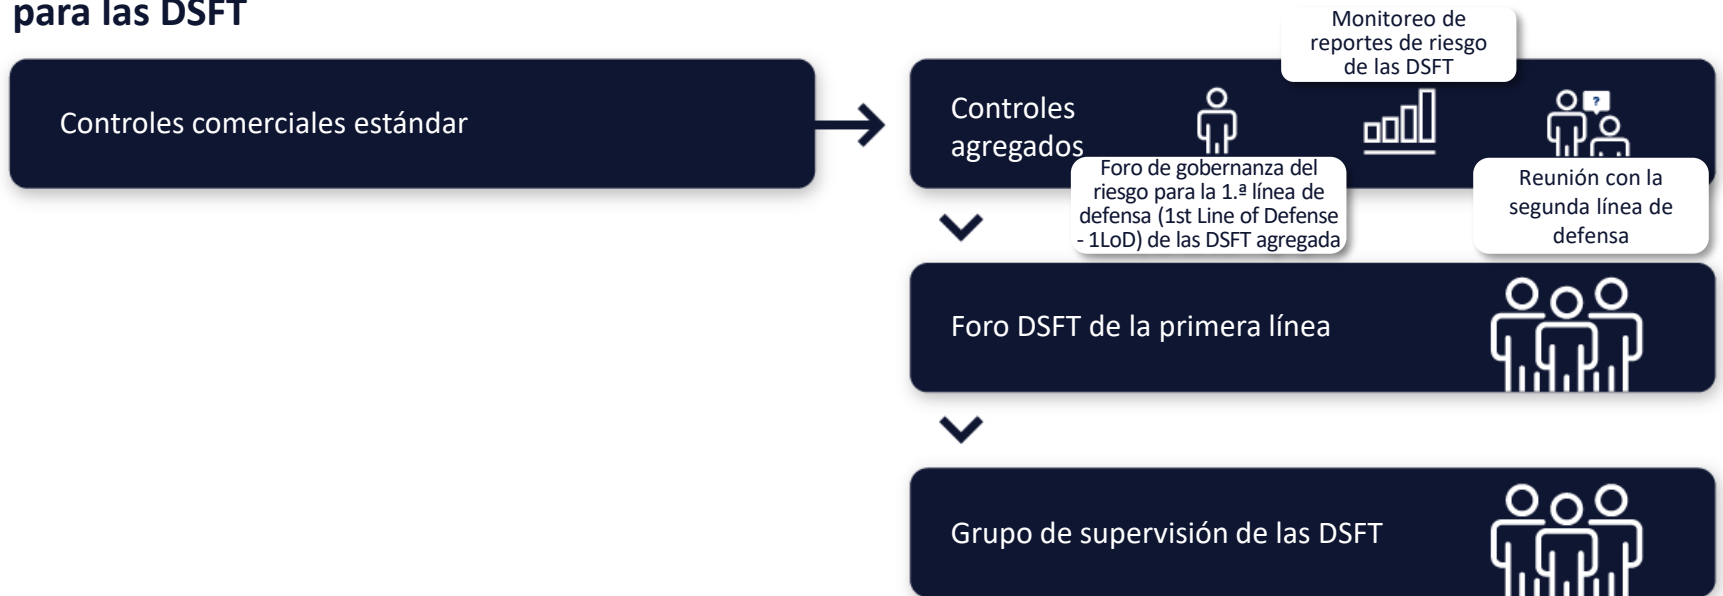 para las DSFT
Controles comerciales estándar
Controles
agregados
Monitoreo de
reportes de riesgo
de las DSFT
?
Foro de gobernanza del
riesgo para la 1.ª línea de
defensa (1st Line of Defense
- 1LoD) de las DSFT agregada
Reunión con la
segunda línea de
defensa
Foro DSFT de la primera línea
Grupo de supervisión de las DSFT